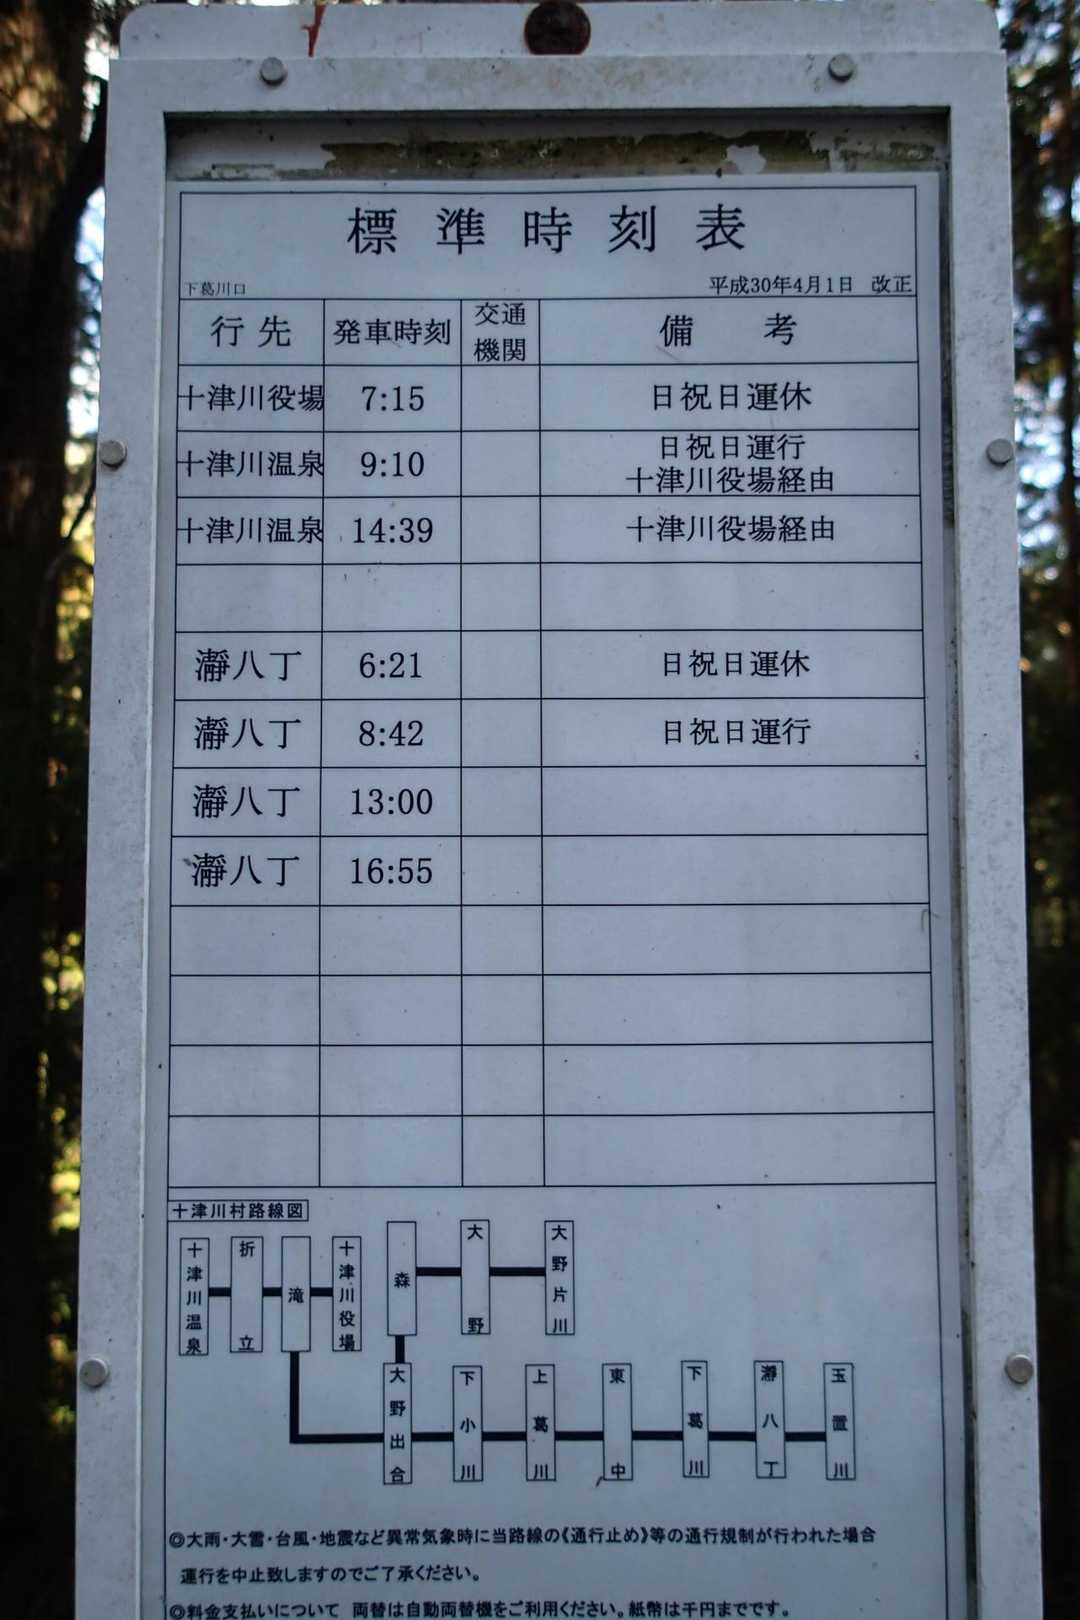 標準時刻表
下葛川口 平成30年4月1日 改正
行先 発車時刻 交通機関 備考
十津川役場 7:15 日祝日運休
十津川温泉 9:10 日祝日運行 十津川役場経由
十津川温泉 14:39 十津川役場経由
瀞八丁 6:21 日祝日運休
瀞八丁 8:42 日祝日運行
瀞八丁 13:00
瀞八丁 16:55
十津川村路線図
十津川温泉 折立 滝 十津川役場 森 大野 大野片川
大野出合 下小川 上葛川 東中 下葛川 瀞八丁 玉置川
◎大雨・大雪・台風・地震など異常気象時に当路線の《通行止め》等の通行規制が行われた場合
運行を中止致しますのでご了承ください。
◎料金支払いについて 両替は自動両替機をご利用ください。紙幣は千円までです。